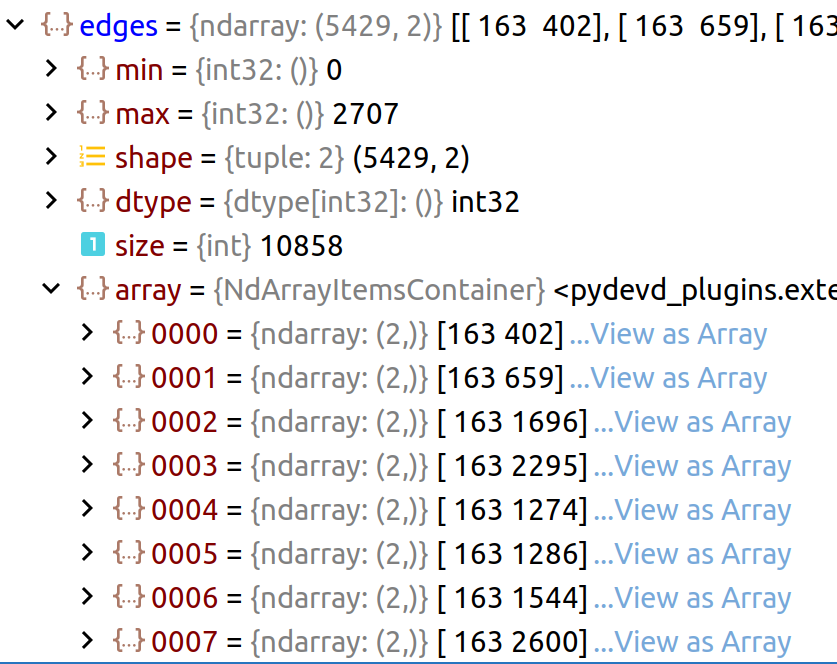 {...} edges = {ndarray: (5429, 2)} [[ 163  402], [ 163  659], [ 163
{...} min = {int32: ()} 0
{...} max = {int32: ()} 2707
shape = {tuple: 2} (5429, 2)
{...} dtype = {dtype[int32]: ()} int32
1 size = {int} 10858
{...} array = {NdArrayItemsContainer} <pydevd_plugins.exte
{...} 0000 = {ndarray: (2,)} [163 402] ...View as Array
{...} 0001 = {ndarray: (2,)} [163 659] ...View as Array
{...} 0002 = {ndarray: (2,)} [ 163 1696] ...View as Array
{...} 0003 = {ndarray: (2,)} [ 163 2295] ...View as Array
{...} 0004 = {ndarray: (2,)} [ 163 1274] ...View as Array
{...} 0005 = {ndarray: (2,)} [ 163 1286] ...View as Array
{...} 0006 = {ndarray: (2,)} [ 163 1544] ...View as Array
{...} 0007 = {ndarray: (2,)} [ 163 2600] ...View as Array